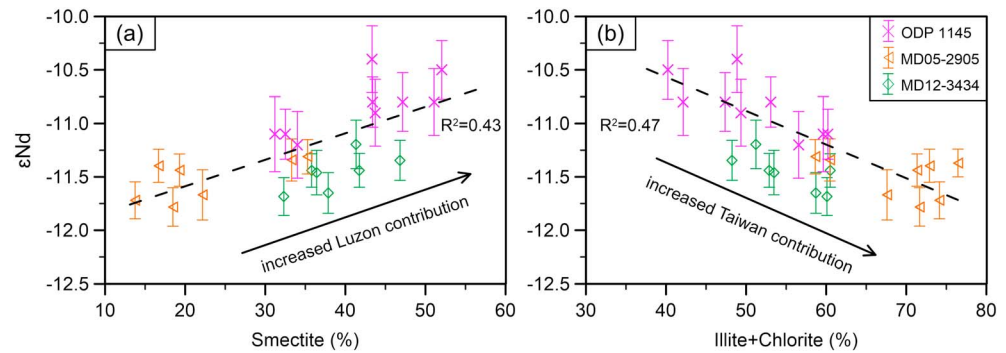 (a)
-10.0
-10.5
-11.0
-11.5
-12.0
-12.5
εNd
R²=0.43
increased Luzon contribution
10 20 30 40 50 60
Smectite (%)
(b)
ODP 1145
MD05-2905
MD12-3434
R²=0.47
increased Taiwan contribution
30 40 50 60 70 80
Illite+Chlorite (%)